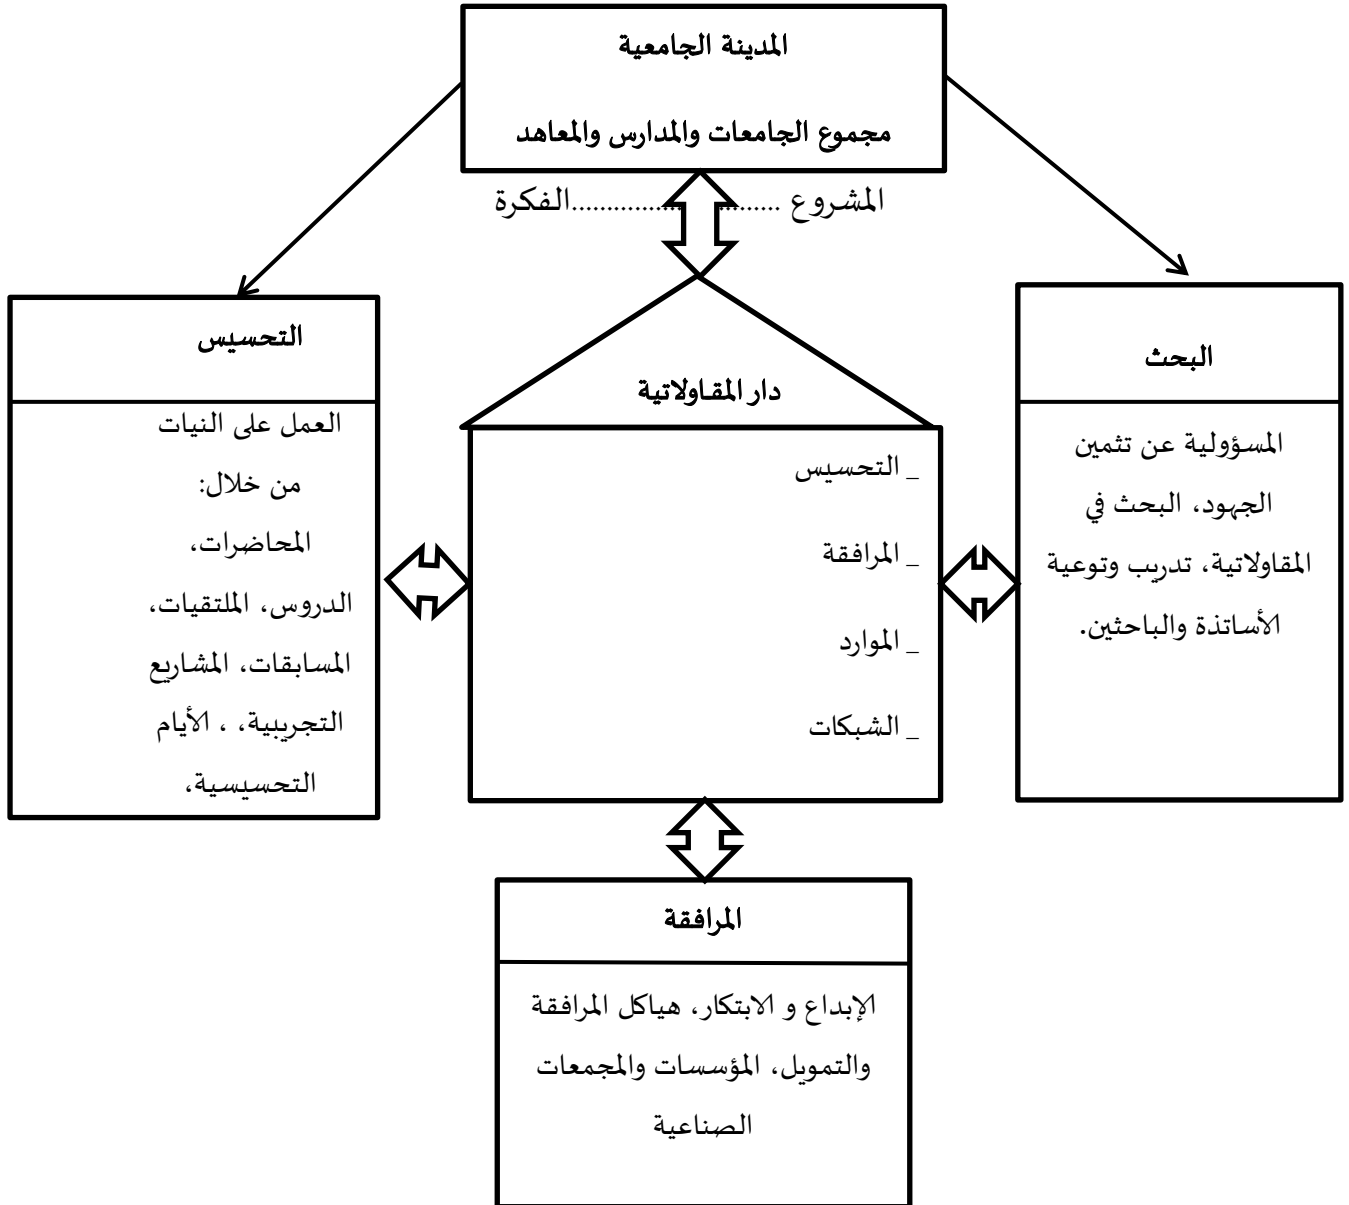 المدينة الجامعية
مجموع الجامعات والمدارس والمعاهد
المشروع ...........................الفكرة
البحث
المسؤولية عن تثمين
الجهود، البحث في
المقاولاتية، تدريب وتوعية
الأساتذة والباحثين.
دار المقاولاتية
_ التحسيس
_ المرافقة
_ الموارد
_ الشبكات
التحسيس
العمل على النيات
من خلال:
المحاضرات،
الدروس، الملتقيات،
المسابقات، المشاريع
التجريبية، ، الأيام
التحسيسية،
المرافقة
الإبداع و الابتكار، هياكل المرافقة
والتمويل، المؤسسات والمجمعات
الصناعية